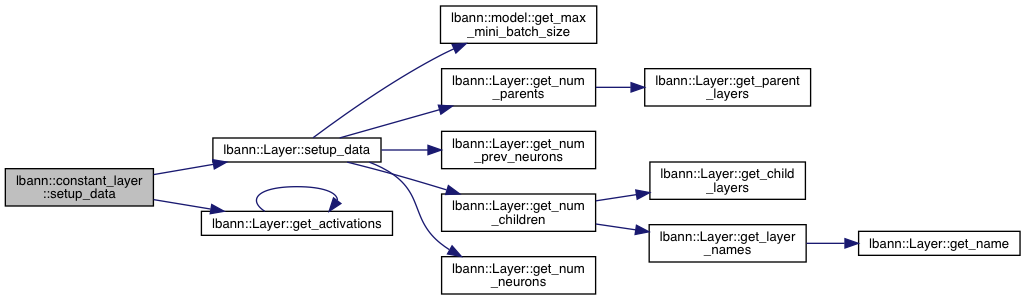 lbann::constant_layer
::setup_data
lbann::Layer::setup_data
lbann::Layer::get_activations
lbann::model::get_max
_mini_batch_size
lbann::Layer::get_num
_parents
lbann::Layer::get_num
_prev_neurons
lbann::Layer::get_num
_children
lbann::Layer::get_num
_neurons
lbann::Layer::get_parent
_layers
lbann::Layer::get_child
_layers
lbann::Layer::get_layer
_names
lbann::Layer::get_name